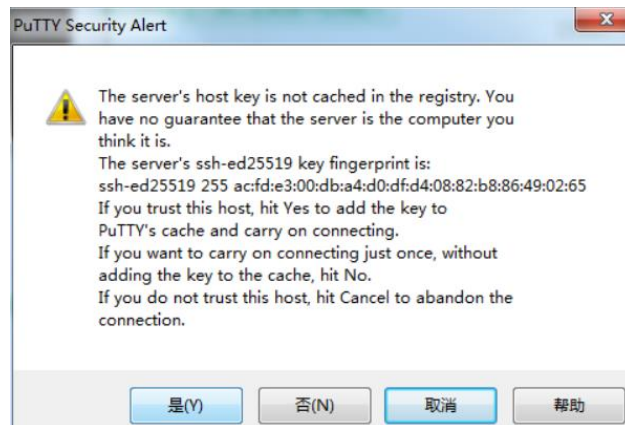 PuTTY Security Alert
The server's host key is not cached in the registry. You
have no guarantee that the server is the computer you
think it is.
The server's ssh-ed25519 key fingerprint is:
ssh-ed25519 255 ac:fd:e3:00:db:a4:d0:df:d4:08:82:b8:86:49:02:65
If you trust this host, hit Yes to add the key to
PuTTY's cache and carry on connecting.
If you want to carry on connecting just once, without
adding the key to the cache, hit No.
If you do not trust this host, hit Cancel to abandon the
connection.
是(Y) 否(N) 取消 帮助